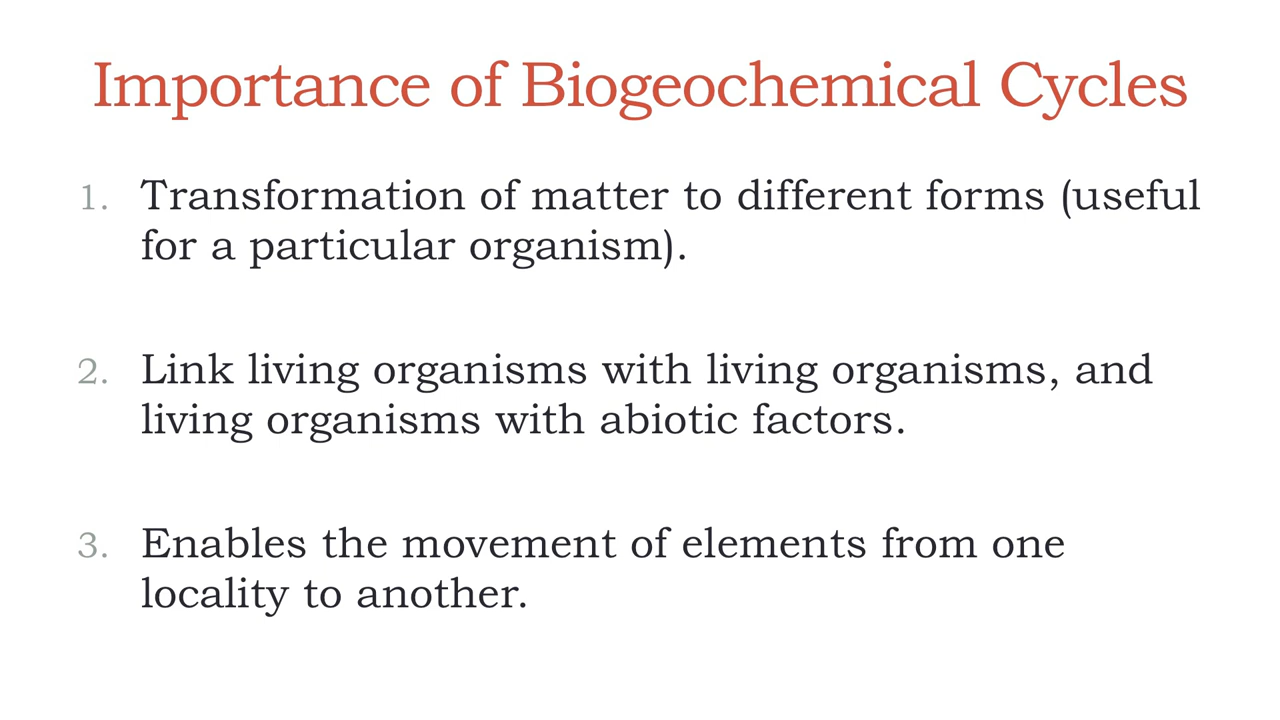 Importance of Biogeochemical Cycles
1. Transformation of matter to different forms (useful
for a particular organism).
2. Link living organisms with living organisms, and
living organisms with abiotic factors.
3. Enables the movement of elements from one
locality to another.